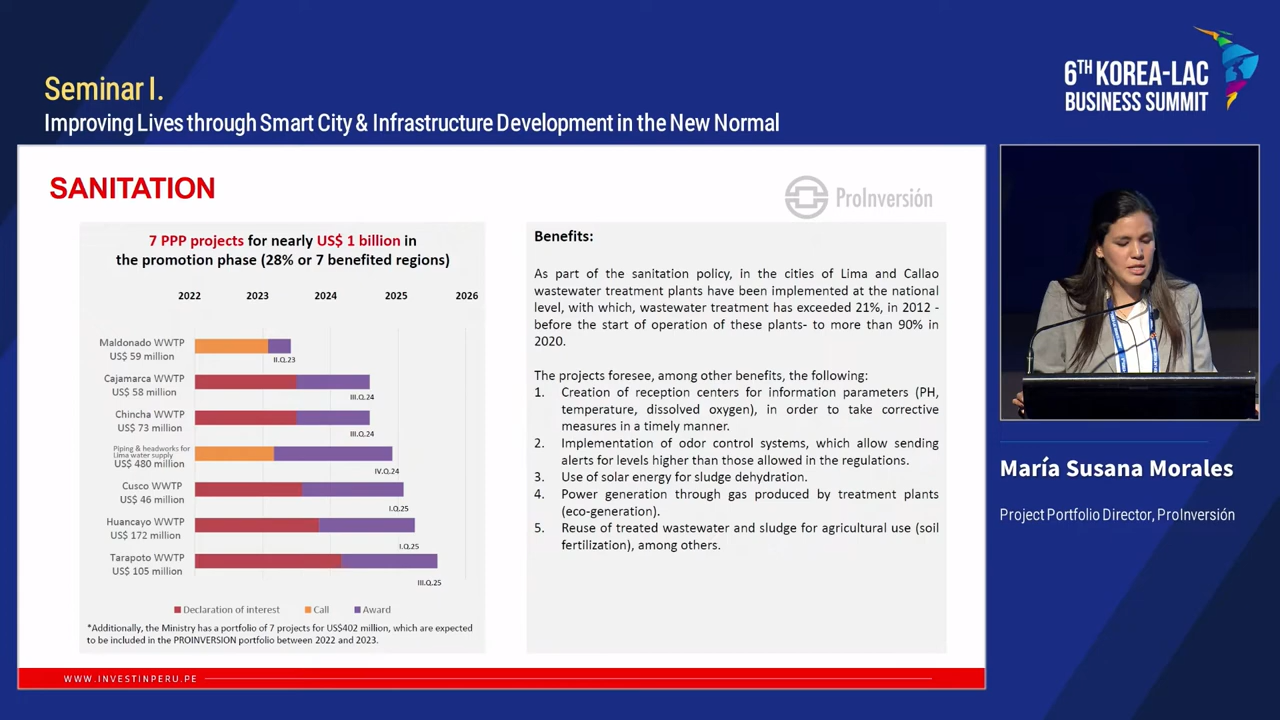 Seminar I.
Improving Lives through Smart City & Infrastructure Development in the New Normal
6TH KOREA-LAC
BUSINESS SUMMIT
SANITATION
ProInversión
7 PPP projects for nearly US$ 1 billion in
the promotion phase (28% or 7 benefited regions)
2022 2023 2024 2025 2026
Maldonado WWTP
US$ 59 million
II.Q.23
Cajamarca WWTP
US$ 58 million
III.Q.24
Chincha WWTP
US$ 73 million
III.Q.24
Piping & headworks for
Lima water supply
US$ 480 million
IV.Q.24
Cusco WWTP
US$ 46 million
I.Q.25
Huancayo WWTP
US$ 172 million
I.Q.25
Tarapoto WWTP
US$ 105 million
III.Q.25
Declaration of interest Call Award
*Additionally, the Ministry has a portfolio of 7 projects for US$402 million, which are expected
to be included in the PROINVERSION portfolio between 2022 and 2023.
Benefits:
As part of the sanitation policy, in the cities of Lima and Callao
wastewater treatment plants have been implemented at the national
level, with which, wastewater treatment has exceeded 21%, in 2012 -
before the start of operation of these plants- to more than 90% in
2020.
The projects foresee, among other benefits, the following:
1. Creation of reception centers for information parameters (PH,
temperature, dissolved oxygen), in order to take corrective
measures in a timely manner.
2. Implementation of odor control systems, which allow sending
alerts for levels higher than those allowed in the regulations.
3. Use of solar energy for sludge dehydration.
4. Power generation through gas produced by treatment plants
(eco-generation).
5. Reuse of treated wastewater and sludge for agricultural use (soil
fertilization), among others.
WWW.INVESTINPERU.PE
María Susana Morales
Project Portfolio Director, ProInversión